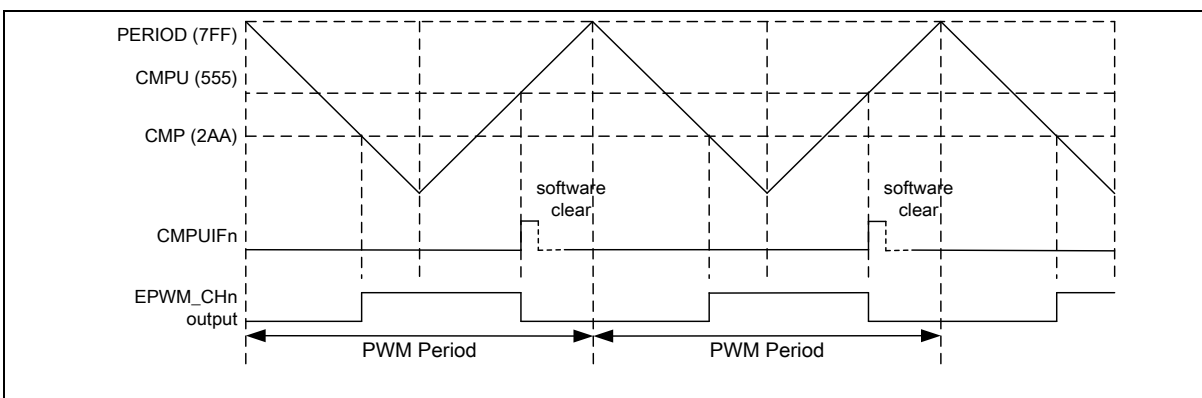 PERIOD (7FF)
CMPU (555)
CMP (2AA)
software
clear
software
clear
CMPUIFn
EPWM_CHn
output
PWM Period
PWM Period